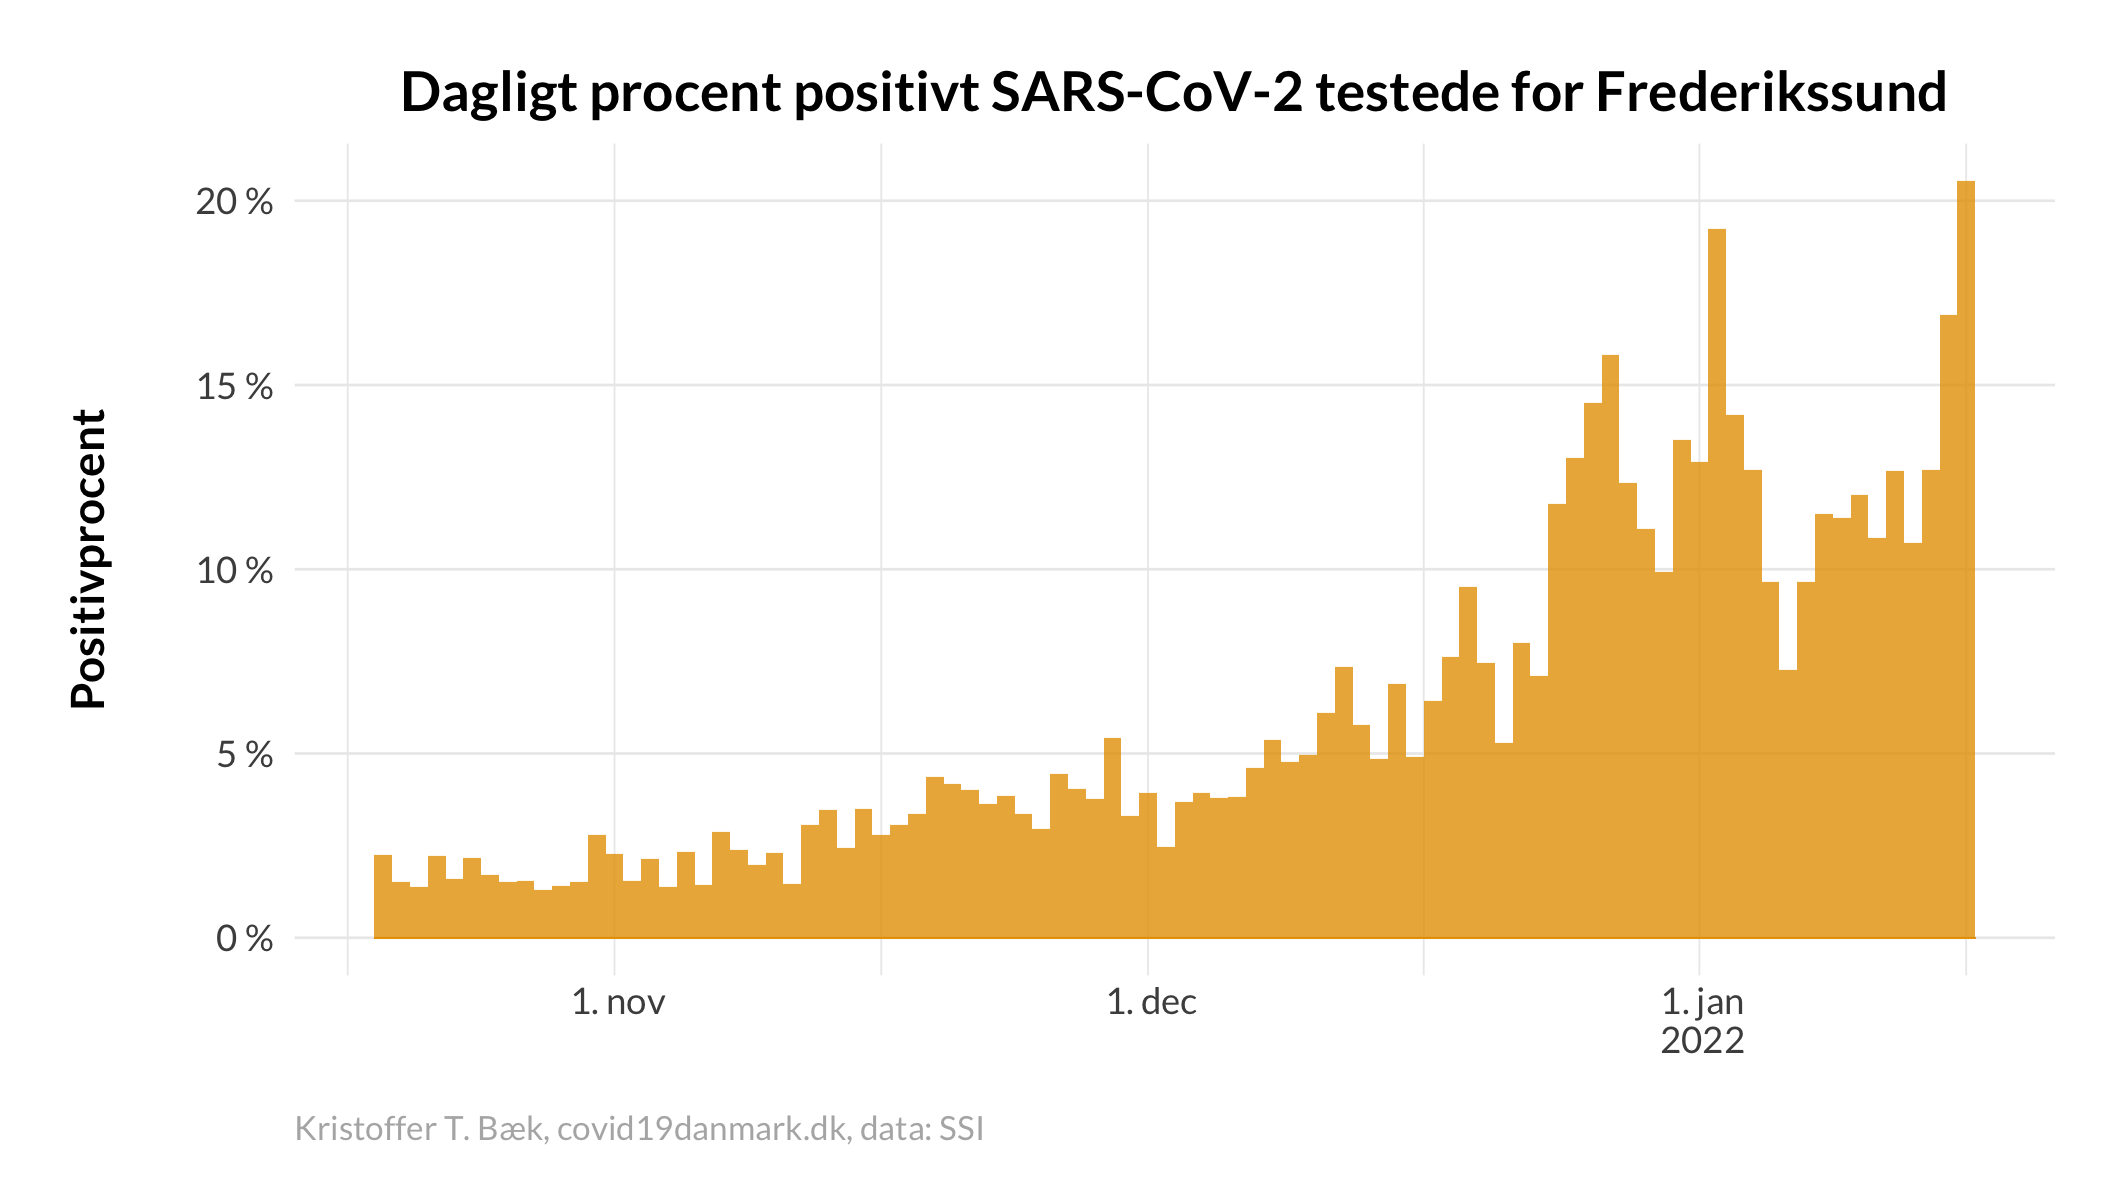 Dagligt procent positivt SARS-CoV-2 testede for Frederikssund
Positivprocent
20 %
15 %
10 %
5 %
0 %
1. nov
1. dec
1. jan
2022
Kristoffer T. Bæk, covid19danmark.dk, data: SSI